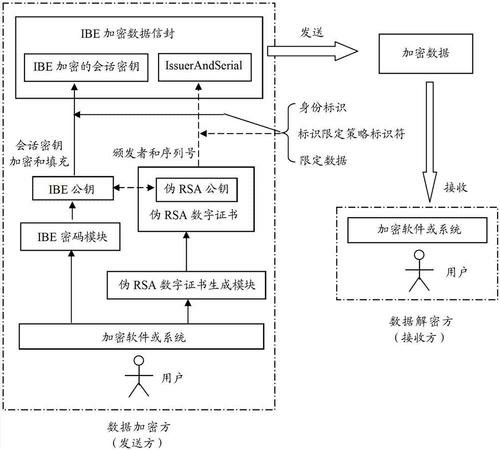 IBE 加密数据信封
IBE 加密的会话密钥
IssuerAndSerial
发送
加密数据
身份标识
标识限定策略标识符
限定数据
会话密钥
加密和填充
颁发者和序列号
接收
IBE 公钥
伪 RSA 公钥
伪 RSA 数字证书
IBE 密码模块
加密软件或系统
用户
伪 RSA 数字证书生成模块
数据解密方
(接收方)
加密软件或系统
用户
数据加密方
(发送方)